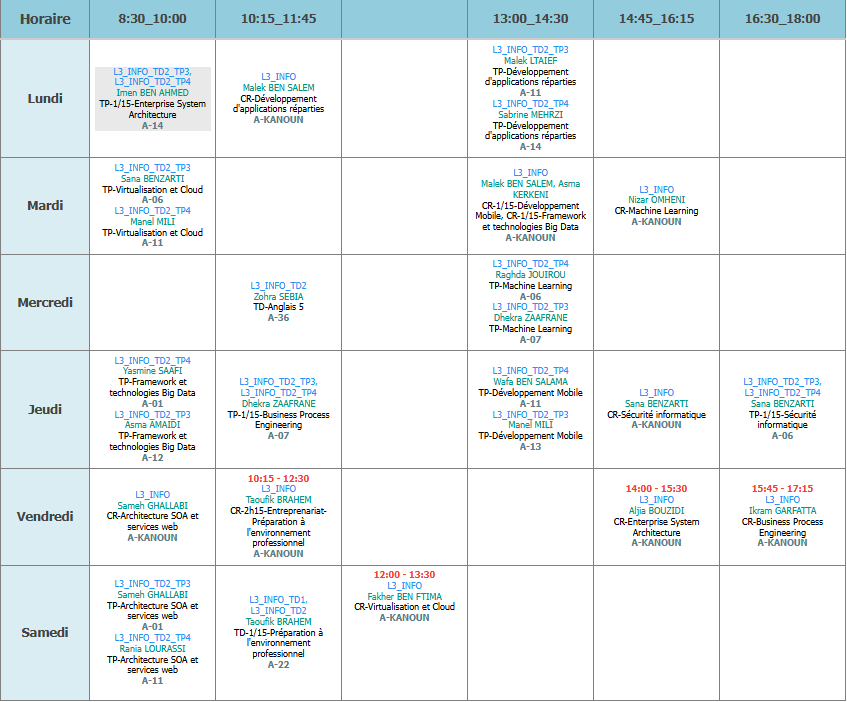 Horaire
8:30_10:00
10:15_11:45
13:00_14:30
14:45_16:15
16:30_18:00
Lundi
L3_INFO_TD2_TP3,
L3_INFO_TD2_TP4
Imen BEN AHMED
TP-1/15-Enterprise System
Architecture
A-14
L3_INFO
Malek BEN SALEM
CR-Développement
d'applications réparties
A-KANOUN
L3_INFO_TD2_TP3
Malek LTAIEF
TP-Développement
d'applications réparties
A-11
L3_INFO_TD2_TP4
Sabrine MEHRZI
TP-Développement
d'applications réparties
A-14
Mardi
L3_INFO_TD2_TP3
Sana BENZARTI
TP-Virtualisation et Cloud
A-06
L3_INFO_TD2_TP4
Manel MILI
TP-Virtualisation et Cloud
A-11
L3_INFO
Malek BEN SALEM, Asma
KERKENI
CR-1/15-Développement
Mobile, CR-1/15-Framework
et technologies Big Data
A-KANOUN
L3_INFO
Nizar OMHENI
CR-Machine Learning
A-KANOUN
Mercredi
L3_INFO_TD2
Zohra SEBIA
TD-Anglais 5
A-36
L3_INFO_TD2_TP4
Raghda JOUIROU
TP-Machine Learning
A-06
L3_INFO_TD2_TP3
Dhekra ZAAFRANE
TP-Machine Learning
A-07
Jeudi
L3_INFO_TD2_TP4
Yasmine SAAFI
TP-Framework et
technologies Big Data
A-01
L3_INFO_TD2_TP3
Asma AMAIDI
TP-Framework et
technologies Big Data
A-12
L3_INFO_TD2_TP3,
L3_INFO_TD2_TP4
Dhekra ZAAFRANE
TP-1/15-Business Process
Engineering
A-07
L3_INFO_TD2_TP4
Wafa BEN SALAMA
TP-Développement Mobile
A-11
L3_INFO_TD2_TP3
Manel MILI
TP-Développement Mobile
A-13
L3_INFO
Sana BENZARTI
CR-Sécurité informatique
A-KANOUN
L3_INFO_TD2_TP3,
L3_INFO_TD2_TP4
Sana BENZARTI
TP-1/15-Sécurité
informatique
A-06
Vendredi
L3_INFO
Sameh GHALLABI
CR-Architecture SOA et
services web
A-KANOUN
10:15 - 12:30
L3_INFO
Taoufik BRAHEM
CR-2h15-Entreprenariat-
Préparation à
l'environnement
professionnel
A-KANOUN
14:00 - 15:30
L3_INFO
Aljia BOUZIDI
CR-Enterprise System
Architecture
A-KANOUN
15:45 - 17:15
L3_INFO
Ikram GARFATTA
CR-Business Process
Engineering
A-KANOUN
Samedi
L3_INFO_TD2_TP3
Sameh GHALLABI
TP-Architecture SOA et
services web
A-01
L3_INFO_TD2_TP4
Rania LOURASSI
TP-Architecture SOA et
services web
A-11
L3_INFO_TD1,
L3_INFO_TD2
Taoufik BRAHEM
TD-1/15-Préparation à
l'environnement
professionnel
A-22
12:00 - 13:30
L3_INFO
Fakher BEN FTIMA
CR-Virtualisation et Cloud
A-KANOUN